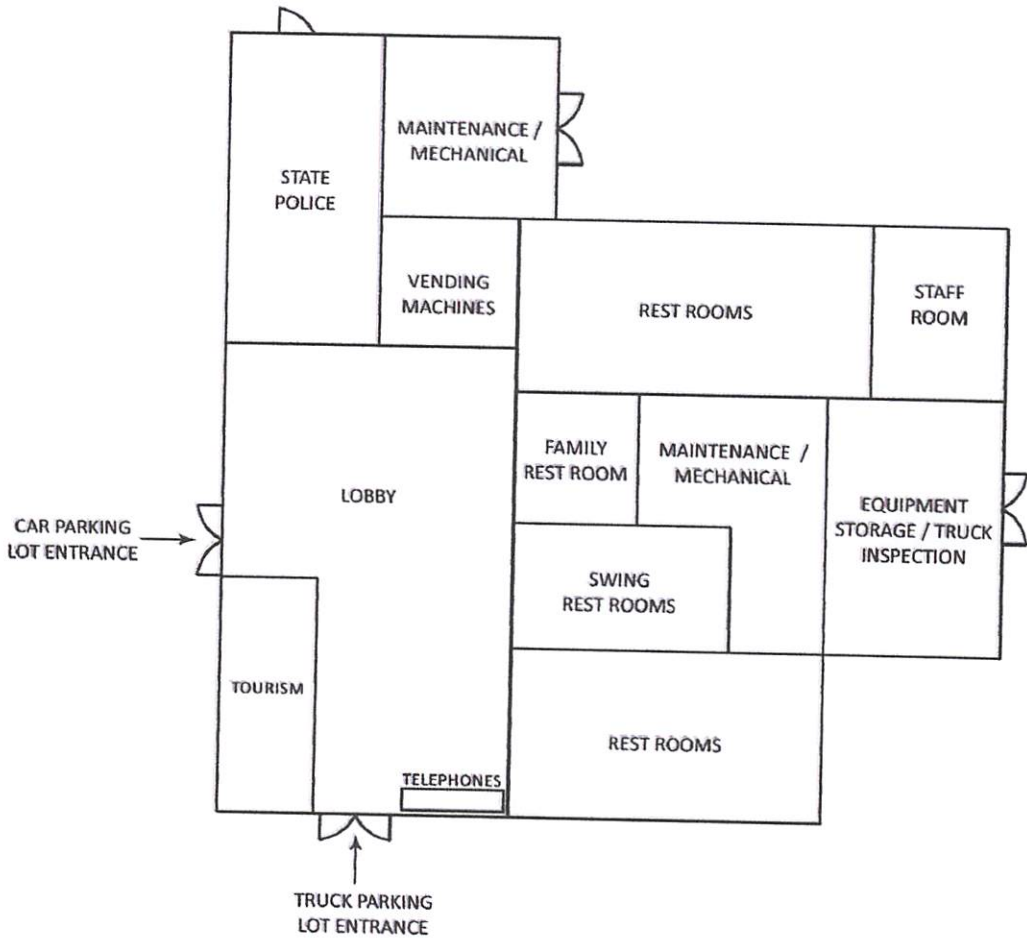 MAINTENANCE /
MECHANICAL
STATE
POLICE
VENDING
MACHINES
REST ROOMS
STAFF
ROOM
FAMILY
REST ROOM
MAINTENANCE /
MECHANICAL
LOBBY
EQUIPMENT
STORAGE / TRUCK
INSPECTION
CAR PARKING
LOT ENTRANCE
SWING
REST ROOMS
TOURISM
REST ROOMS
TELEPHONES
TRUCK PARKING
LOT ENTRANCE